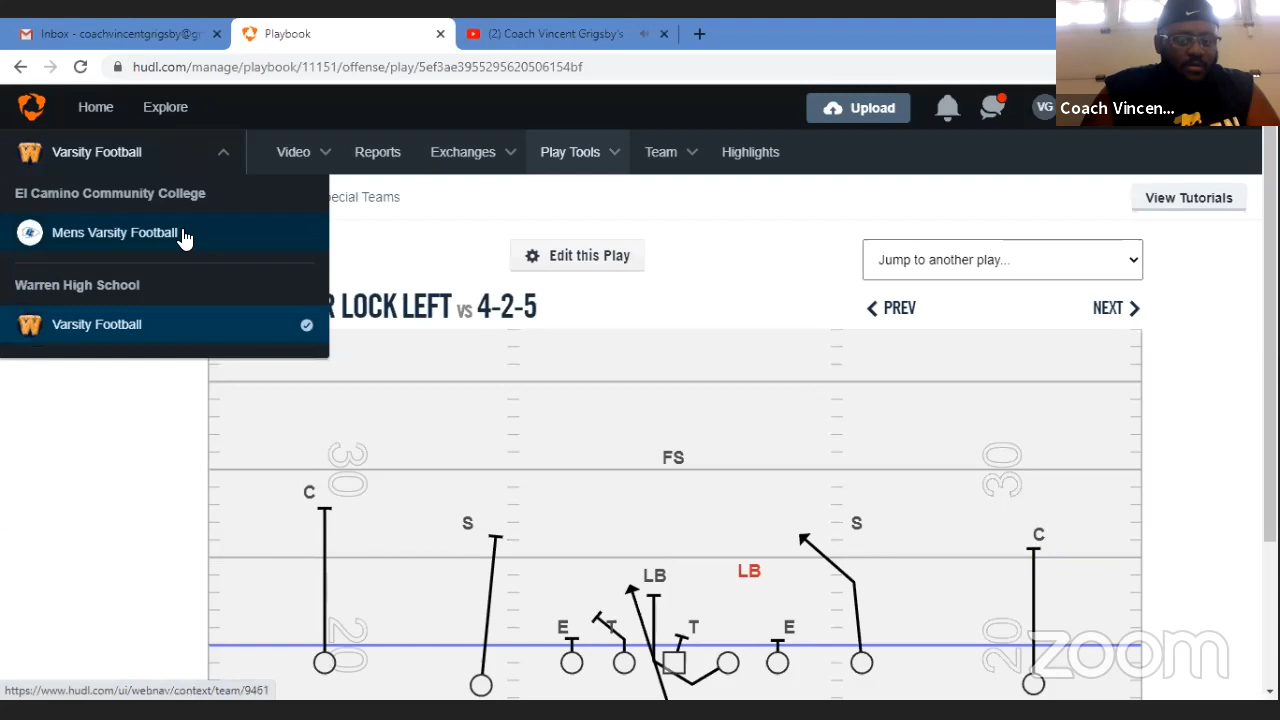 Inbox - coachvincentgrigsby@g
Playbook
(2) Coach Vincent Grigsby's
hudl.com/manage/playbook/11151/offense/play/5ef3ae3955295620506154bf
Home
Explore
Upload
VG
Coach Vincen...
W
Varsity Football
Video
Reports
Exchanges
Play Tools
Team
Highlights
El Camino Community College
Special Teams
View Tutorials
Mens Varsity Football
Edit this Play
Jump to another play...
Warren High School
W
Varsity Football
R LOCK LEFT vs 4-2-5
PREV
NEXT
FS
30
30
C
S
S
C
LB
LB
E
T
T
E
20
20
zoom
https://www.hudl.com/ui/webnav/context/team/9461